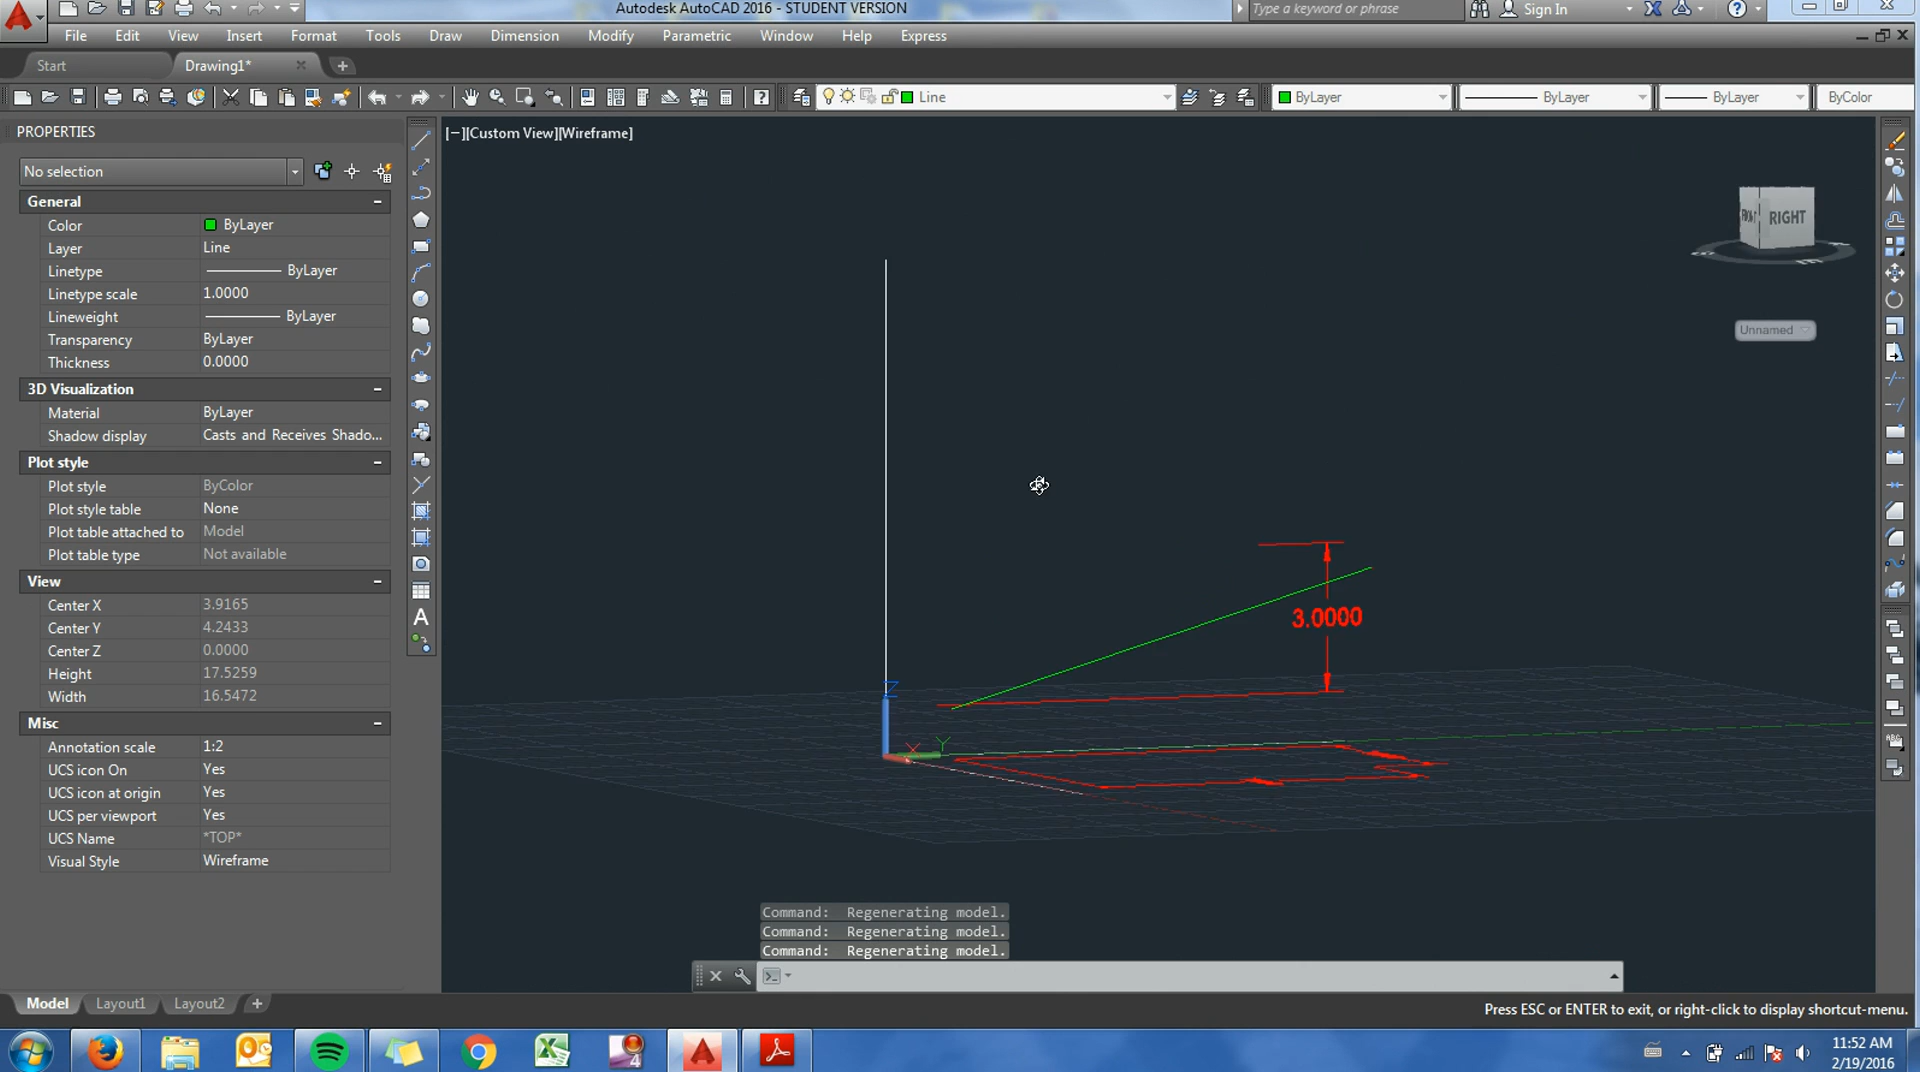 Autodesk AutoCAD 2016 - STUDENT VERSION
Type a keyword or phrase
Sign In
File Edit View Insert Format Tools Draw Dimension Modify Parametric Window Help Express
Start
Drawing1*
Line
ByLayer
ByLayer
ByLayer
ByColor
PROPERTIES
[−][Custom View][Wireframe]
No selection
General
Color ByLayer
Layer Line
Linetype ByLayer
Linetype scale 1.0000
Lineweight ByLayer
Transparency ByLayer
Thickness 0.0000
3D Visualization
Material ByLayer
Shadow display Casts and Receives Shado...
Plot style
Plot style ByColor
Plot style table None
Plot table attached to Model
Plot table type Not available
View
Center X 3.9165
Center Y 4.2433
Center Z 0.0000
Height 17.5259
Width 16.5472
Misc
Annotation scale 1:2
UCS icon On Yes
UCS icon at origin Yes
UCS per viewport Yes
UCS Name *TOP*
Visual Style Wireframe
A
RIGHT
Unnamed
3.0000
Z
X
Y
Command: Regenerating model.
Command: Regenerating model.
Command: Regenerating model.
Model
Layout1
Layout2
Press ESC or ENTER to exit, or right-click to display shortcut-menu.
11:52 AM
2/19/2016